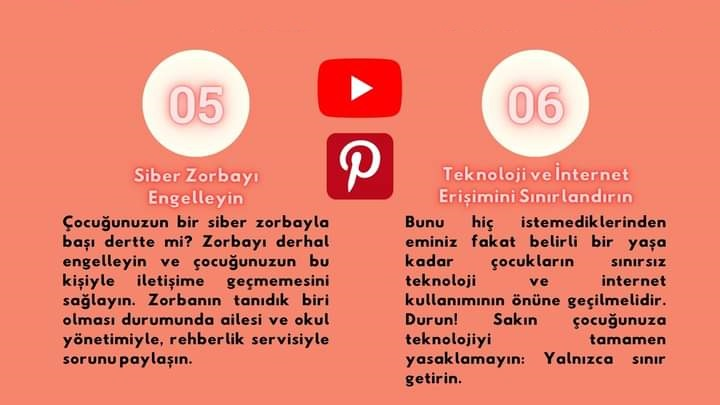 05
Siber Zorbayı
Engelleyin
Çocuğunuzun bir siber zorbayla
başı dertte mi? Zorbayı derhal
engelleyin ve çocuğunuzun bu
kişiyle iletişime geçmemesini
sağlayın. Zorbanın tanıdık biri
olması durumunda ailesi ve okul
yönetimiyle, rehberlik servisiyle
sorunu paylaşın.
06
Teknoloji ve İnternet
Erişimini Sınırlandırın
Bunu hiç istemediklerinden
eminiz fakat belirli bir yaşa
kadar çocukların sınırsız
teknoloji ve internet
kullanımının önüne geçilmelidir.
Durun! Sakın çocuğunuza
teknolojiyi tamamen
yasaklamayın: Yalnızca sınır
getirin.